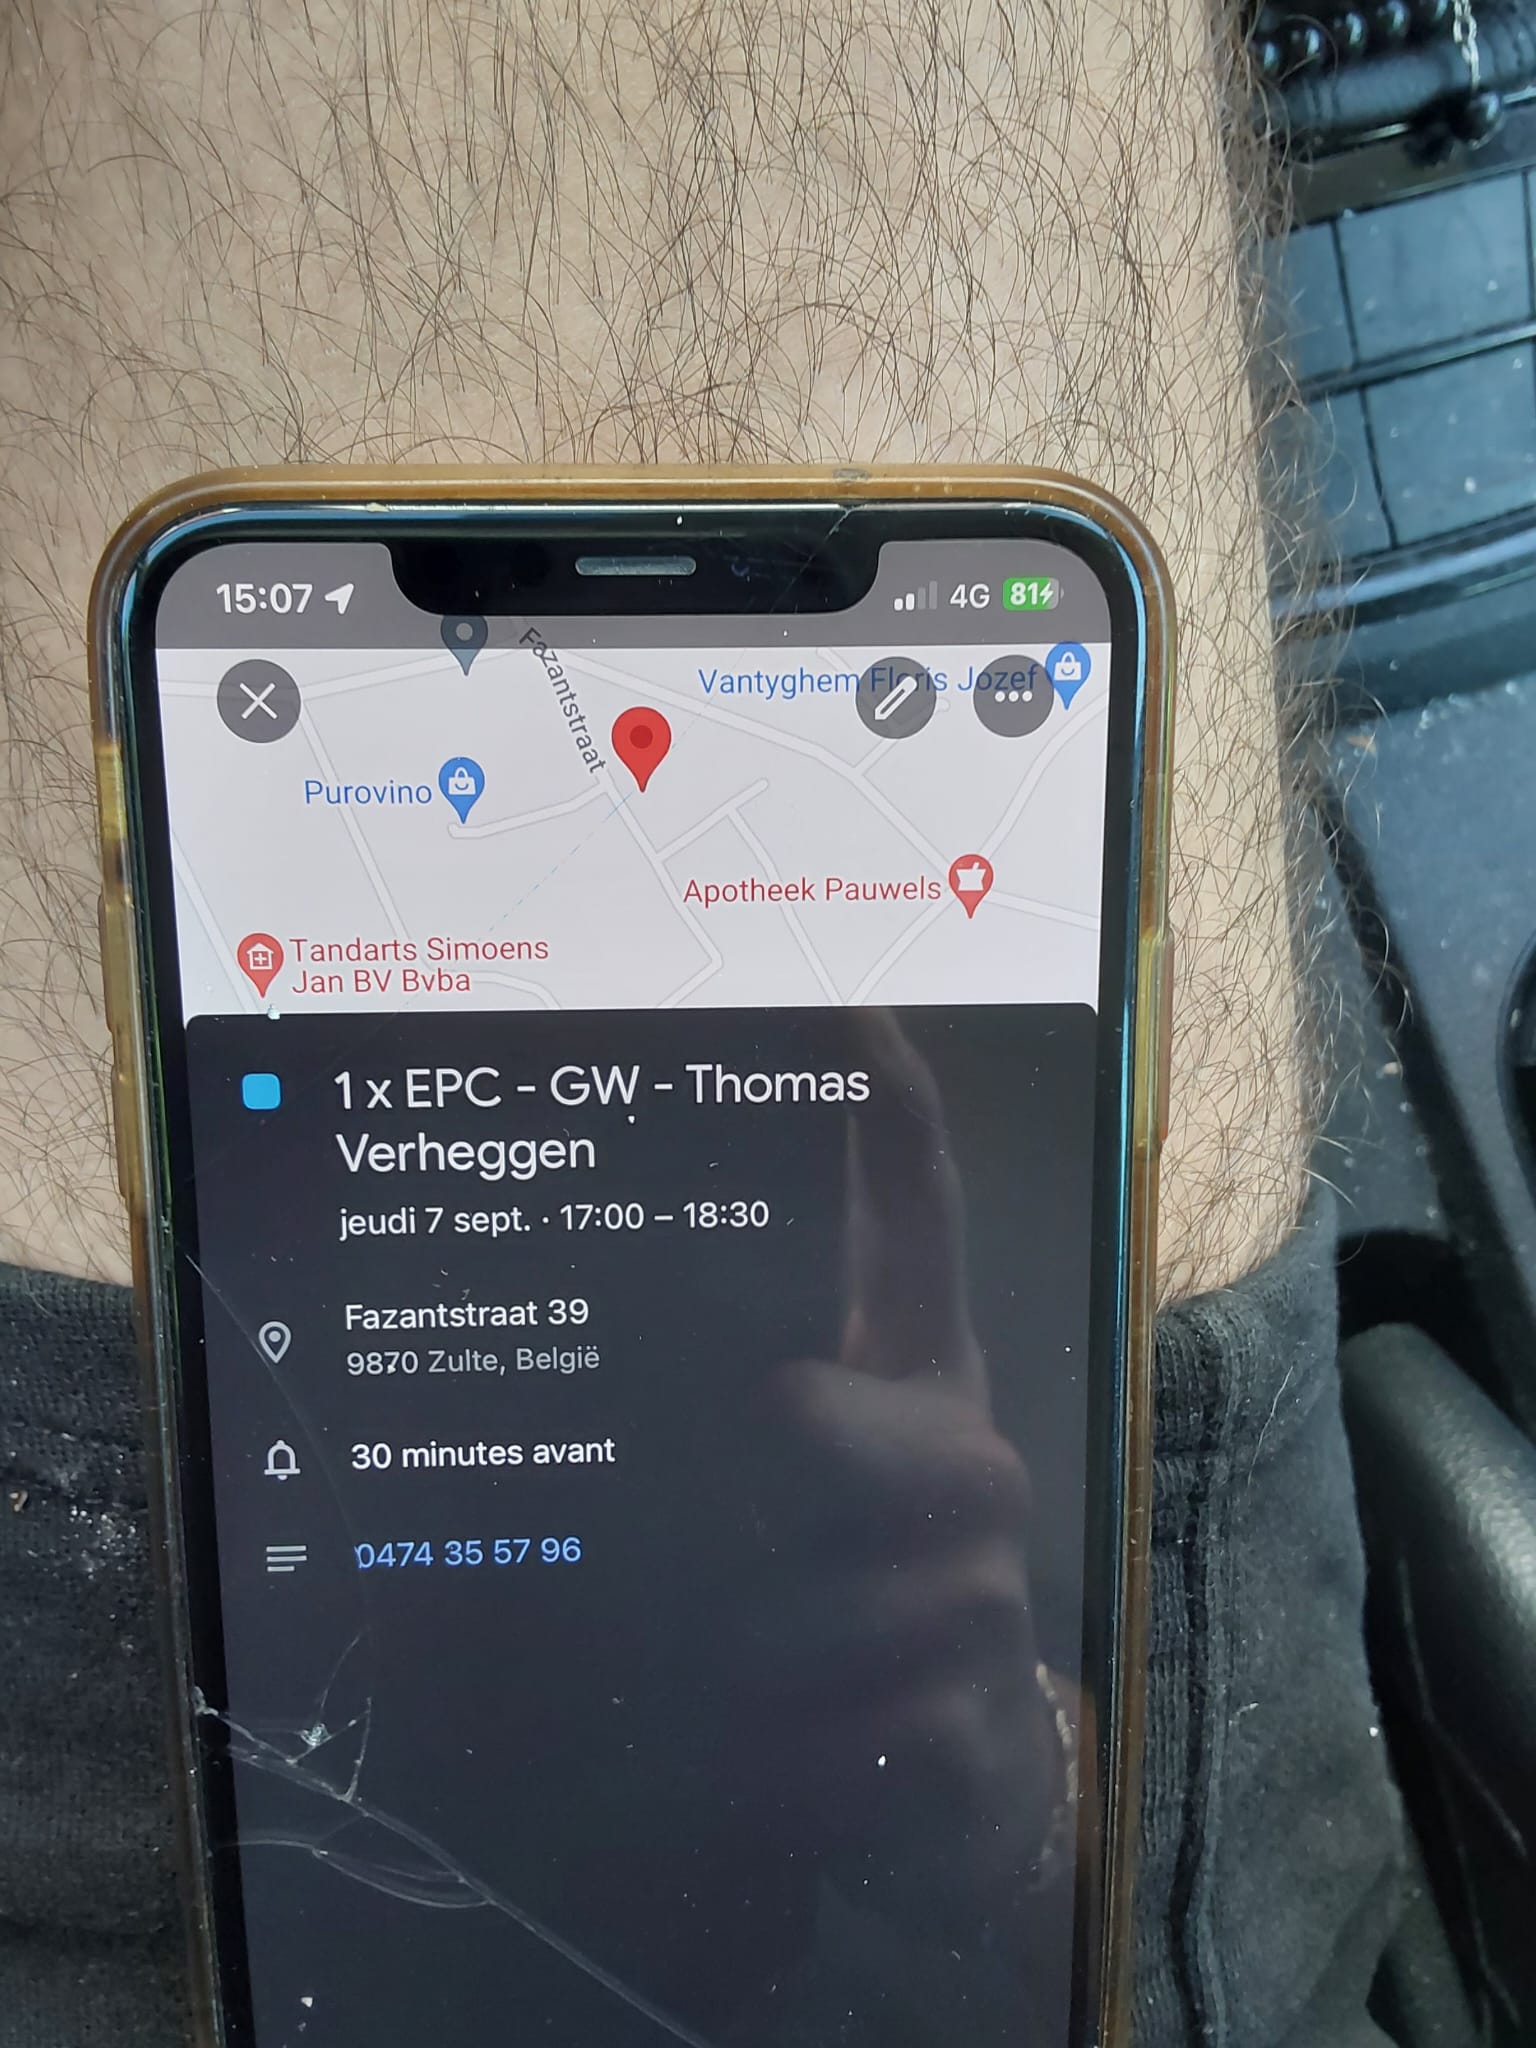 15:07
4G 81
Fazantstraat
Vantyghem Floris Jozef
Purovino
Apotheek Pauwels
Tandarts Simoens
Jan BV Bvba
1 x EPC - GW - Thomas
Verheggen
jeudi 7 sept. · 17:00 – 18:30
Fazantstraat 39
9870 Zulte, België
30 minutes avant
0474 35 57 96